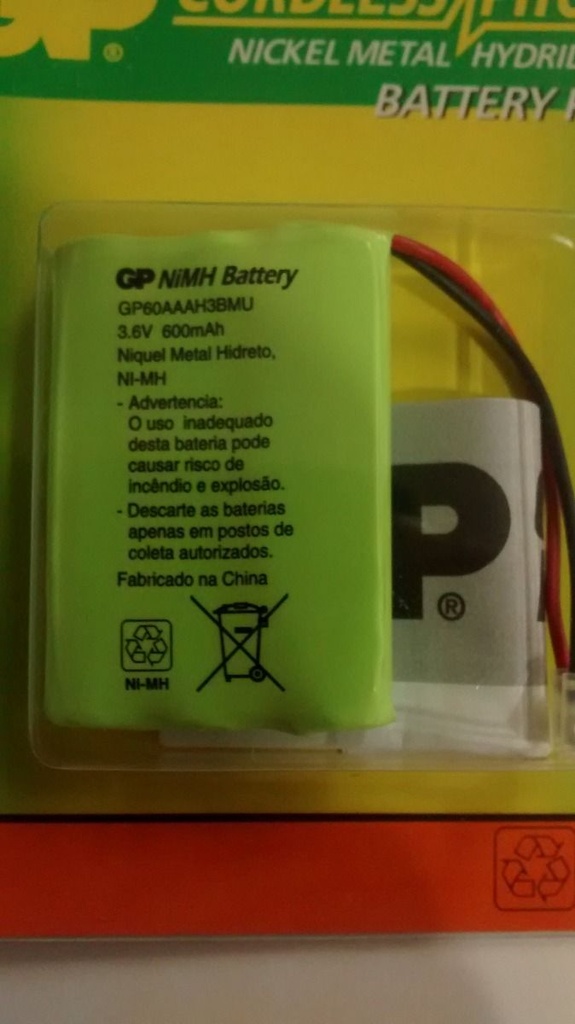 GP®
CORDLESS
NICKEL METAL
BATTERY
GP NiMH Battery
GP60AAAH3BMU
3.6V 600mAh
Niquel Metal Hidreto,
NI-MH
- Advertencia:
O uso inadequado
desta bateria pode
causar risco de
incêndio e explosão.
- Descarte as baterias
apenas em postos de
coleta autorizados.
Fabricado na China
NI-MH
P®